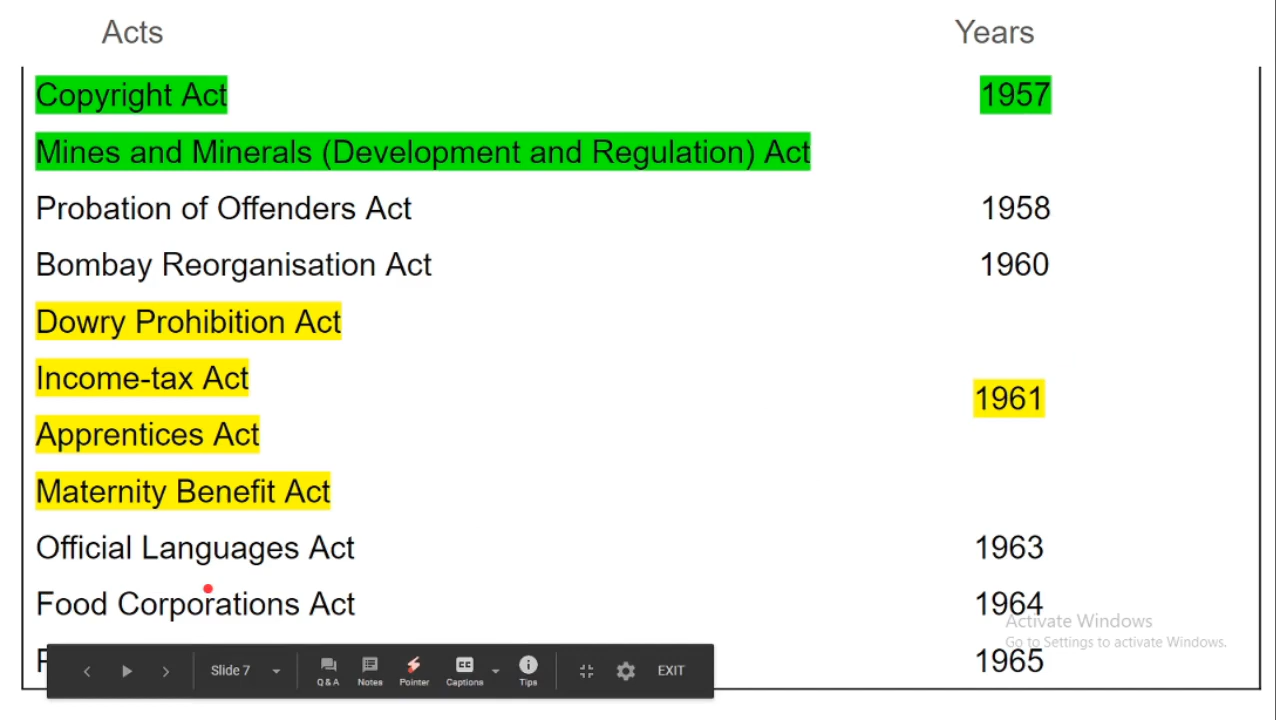 Acts Years
Copyright Act 1957
Mines and Minerals (Development and Regulation) Act
Probation of Offenders Act 1958
Bombay Reorganisation Act 1960
Dowry Prohibition Act
Income-tax Act
1961
Apprentices Act
Maternity Benefit Act
Official Languages Act 1963
Food Corporations Act 1964
Activate Windows
Go to Settings to activate Windows.
1965
Slide 7 Q&A Notes Pointer CC Captions Tips EXIT